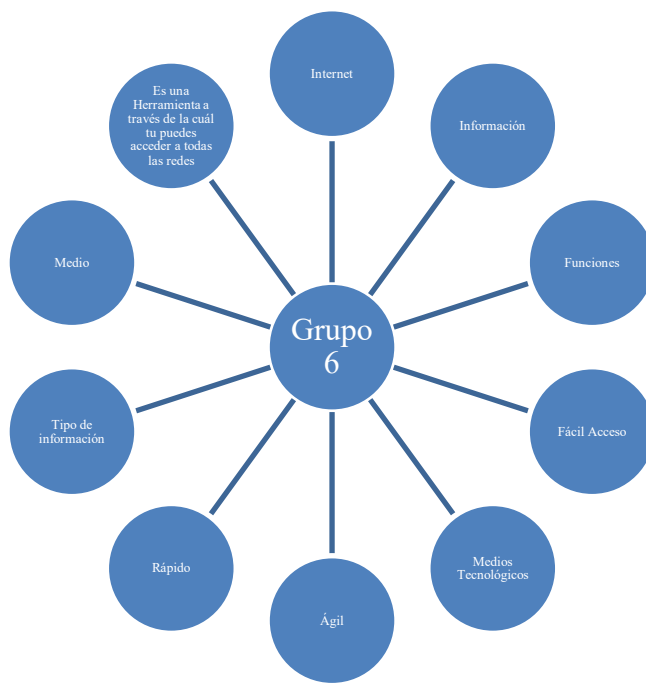 Internet
Información
Funciones
Fácil Acceso
Medios
Tecnológicos
Ágil
Rápido
Tipo de
información
Medio
Es una
Herramienta a
través de la cuál
tu puedes
acceder a todas
las redes
Grupo
6